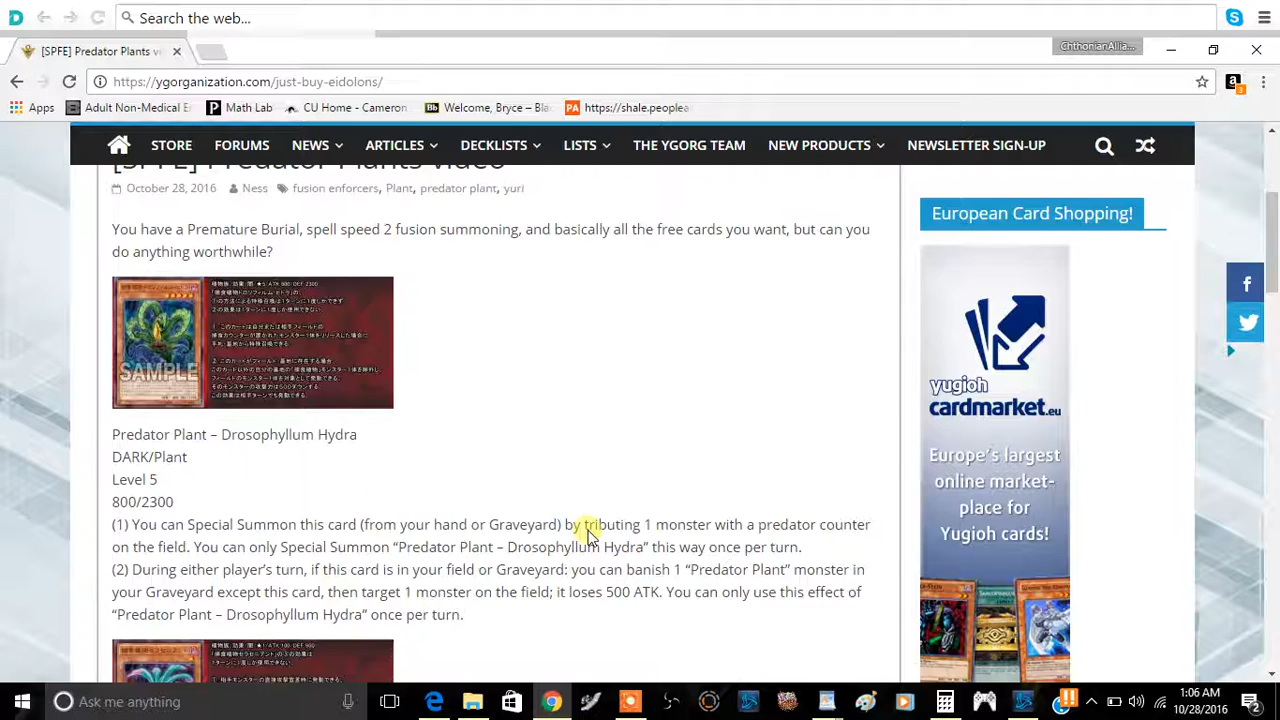 Search the web...
[SPFE] Predator Plants v
ChthonianAllia...
https://ygorganization.com/just-buy-eidolons/
Apps
Adult Non-Medical E
Math Lab
CU Home - Cameron
Welcome, Bryce – Bla
https://shale.peoplea
STORE FORUMS NEWS ARTICLES DECKLISTS LISTS THE YGORG TEAM NEW PRODUCTS NEWSLETTER SIGN-UP
[SPFE] Predator Plants video
October 28, 2016 Ness fusion enforcers, Plant, predator plant, yuri
You have a Premature Burial, spell speed 2 fusion summoning, and basically all the free cards you want, but can you
do anything worthwhile?
SAMPLE
Predator Plant – Drosophyllum Hydra
DARK/Plant
Level 5
800/2300
(1) You can Special Summon this card (from your hand or Graveyard) by tributing 1 monster with a predator counter
on the field. You can only Special Summon “Predator Plant – Drosophyllum Hydra” this way once per turn.
(2) During either player’s turn, if this card is in your field or Graveyard: you can banish 1 “Predator Plant” monster in
your Graveyard except this card, then target 1 monster on the field; it loses 500 ATK. You can only use this effect of
“Predator Plant – Drosophyllum Hydra” once per turn.
European Card Shopping!
yugioh
cardmarket.eu
Europe's largest
online market-
place for
Yugioh cards!
Ask me anything
1:06 AM
10/28/2016